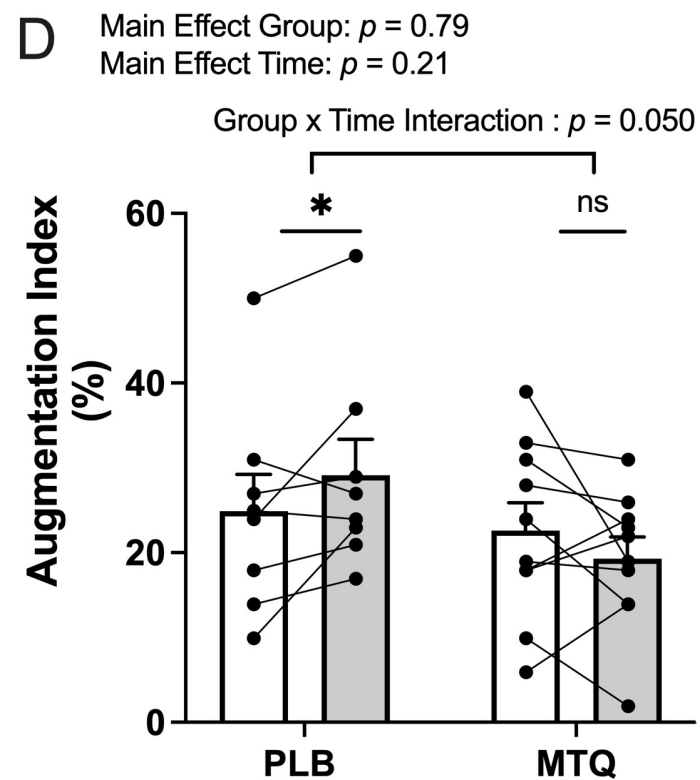 D
Main Effect Group: p = 0.79
Main Effect Time: p = 0.21
Group x Time Interaction : p = 0.050
*
ns
Augmentation Index
(%)
60
40
20
0
PLB
MTQ